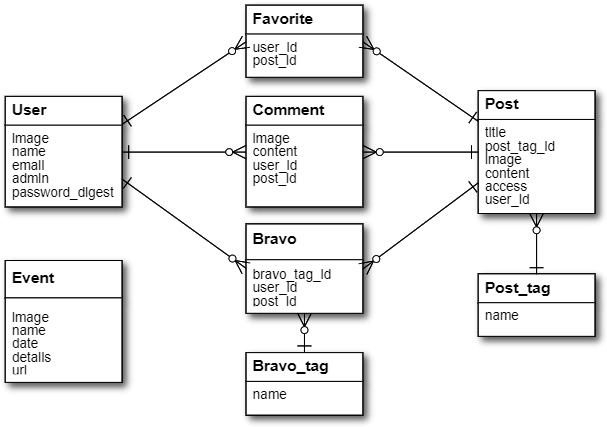 Favorite
user_id
post_id
User
Image
name
email
admin
password_digest
Comment
Image
content
user_id
post_id
Post
title
post_tag_id
Image
content
access
user_id
Bravo
bravo_tag_id
user_id
post_id
Event
Image
name
date
details
url
Post_tag
name
Bravo_tag
name